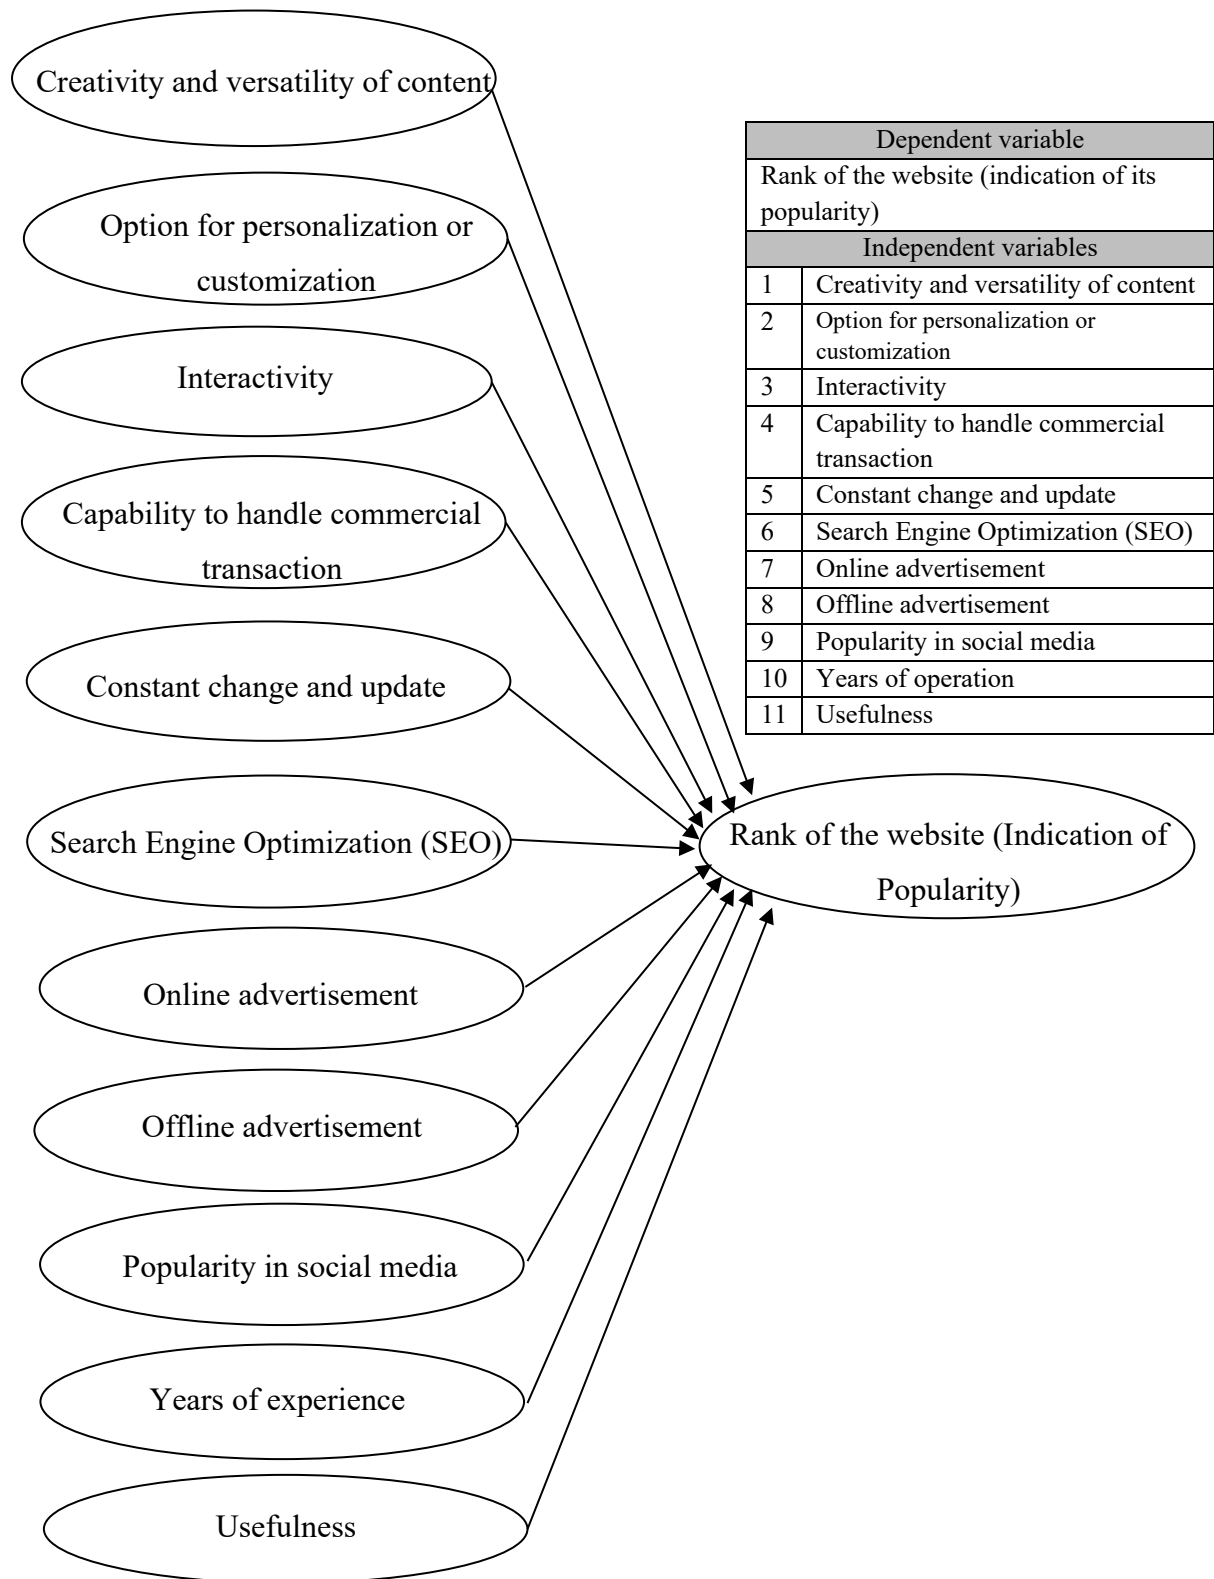 Creativity and versatility of content
Option for personalization or
customization
Interactivity
Capability to handle commercial
transaction
Constant change and update
Search Engine Optimization (SEO)
Online advertisement
Offline advertisement
Popularity in social media
Years of experience
Usefulness
Dependent variable
Rank of the website (indication of its
popularity)
Independent variables
1 Creativity and versatility of content
2 Option for personalization or
customization
3 Interactivity
4 Capability to handle commercial
transaction
5 Constant change and update
6 Search Engine Optimization (SEO)
7 Online advertisement
8 Offline advertisement
9 Popularity in social media
10 Years of operation
11 Usefulness
Rank of the website (Indication of
Popularity)